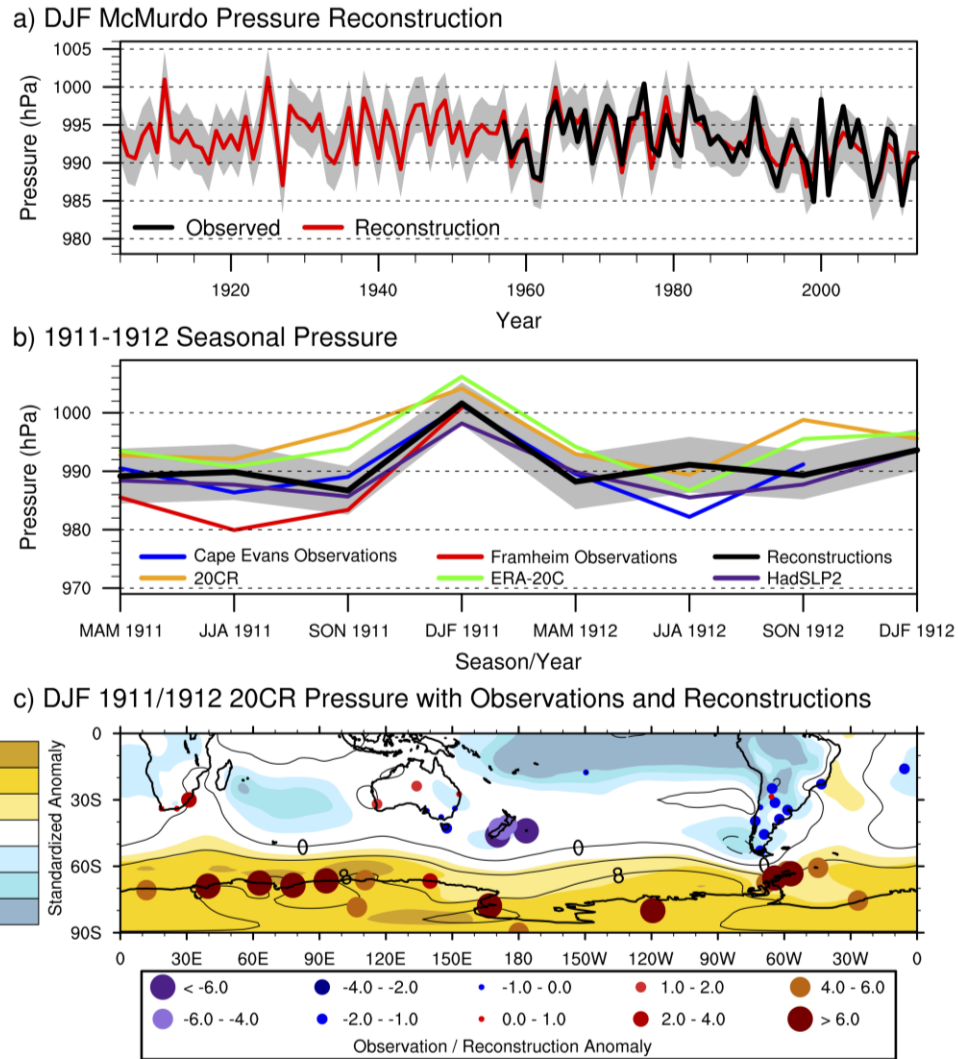 a) DJF McMurdo Pressure Reconstruction
1005
1000
995
990
985
980
Pressure (hPa)
Observed Reconstruction
1920 1940 1960 1980 2000
Year
b) 1911-1912 Seasonal Pressure
1000
990
980
970
Pressure (hPa)
Cape Evans Observations Framheim Observations Reconstructions
20CR ERA-20C HadSLP2
MAM 1911 JJA 1911 SON 1911 DJF 1911 MAM 1912 JJA 1912 SON 1912 DJF 1912
Season/Year
c) DJF 1911/1912 20CR Pressure with Observations and Reconstructions
Standardized Anomaly
0
30S
60S
90S
0 0 0
8 8
0 30E 60E 90E 120E 150E 180 150W 120W 90W 60W 30W 0
< -6.0 -4.0 - -2.0 -1.0 - 0.0 1.0 - 2.0 4.0 - 6.0
-6.0 - -4.0 -2.0 - -1.0 0.0 - 1.0 2.0 - 4.0 > 6.0
Observation / Reconstruction Anomaly